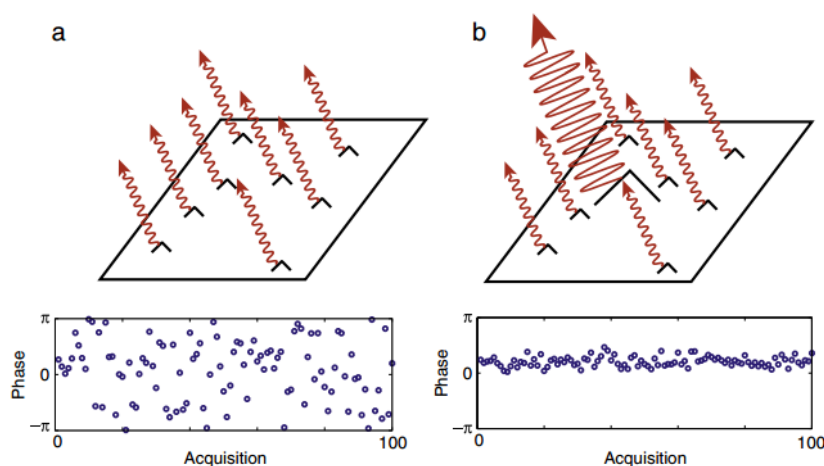 a
b
π
0
−π
Phase
0
100
Acquisition
π
0
−π
Phase
0
100
Acquisition